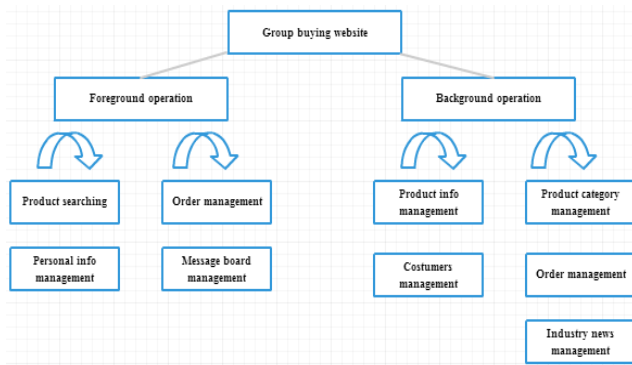 Group buying website
Foreground operation
Background operation
Product searching
Order management
Product info
management
Product category
management
Personal info
management
Message board
management
Costumers
management
Order management
Industry news
management